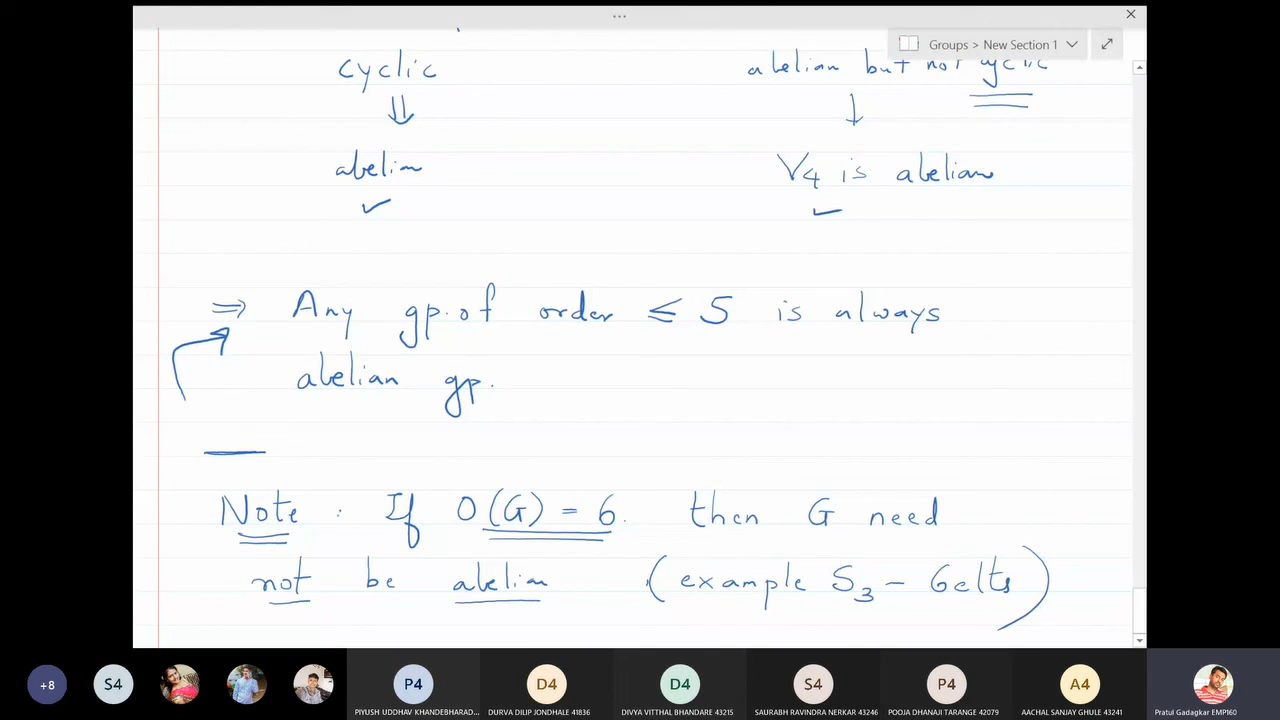 Groups > New Section 1
cyclic
abelian but not cyclic
⇓
↓
abelian
V4 is abelian
⇒ Any gp. of order ≤ 5 is always
abelian gp.
Note : If O(G) = 6. then G need
not be abelian (example S3 - 6 elts)
+8
S4
P4
D4
D4
S4
P4
A4
PIYUSH UDDHAV KHANDEBHARAD...
DURVA DILIP JONDHALE 41836
DIVYA VITTHAL BHANDARE 43215
SAURABH RAVINDRA NERKAR 43246
POOJA DHANAJI TARANGE 42079
AACHAL SANJAY GHULE 43241
Pratul Gadagkar EMP160